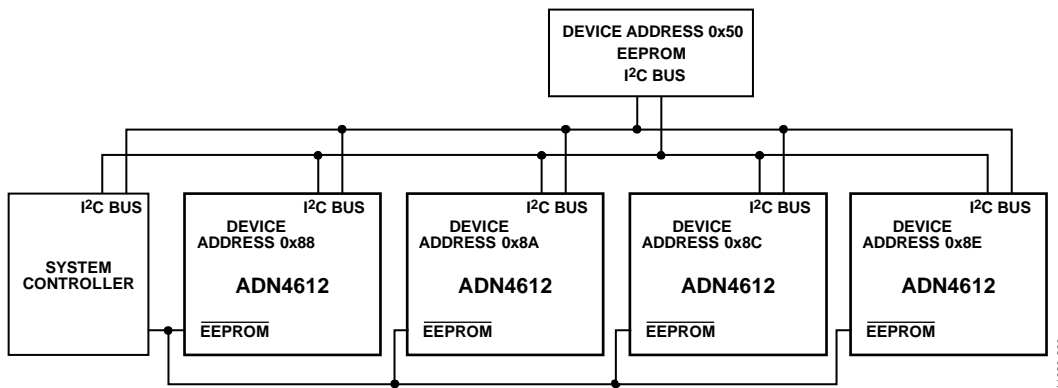 DEVICE ADDRESS 0x50
EEPROM
I2C BUS
I2C BUS
SYSTEM
CONTROLLER
I2C BUS
DEVICE
ADDRESS 0x88
ADN4612
EEPROM
I2C BUS
DEVICE
ADDRESS 0x8A
ADN4612
EEPROM
I2C BUS
DEVICE
ADDRESS 0x8C
ADN4612
EEPROM
I2C BUS
DEVICE
ADDRESS 0x8E
ADN4612
EEPROM